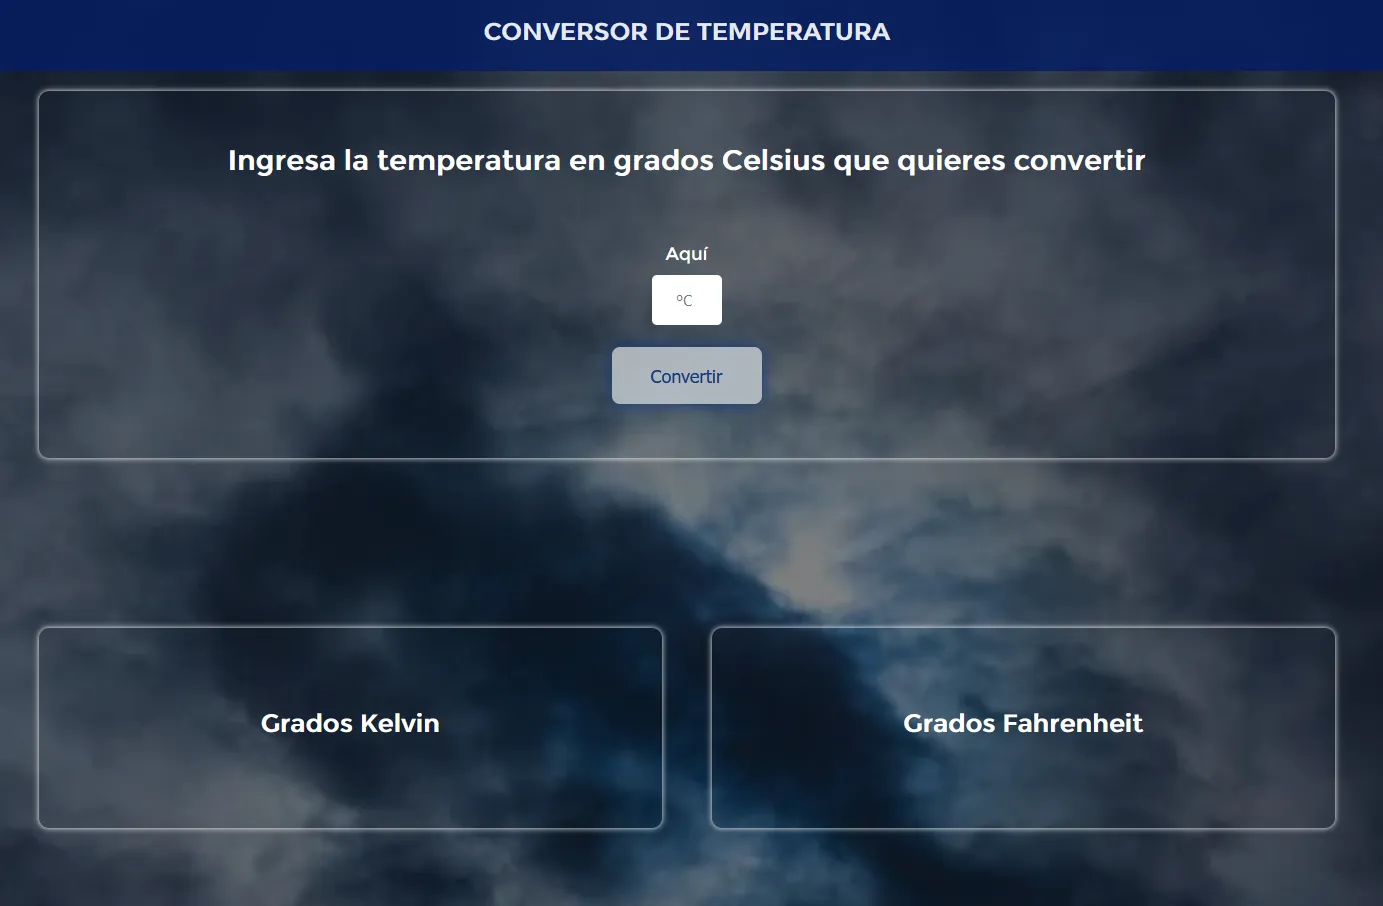 CONVERSOR DE TEMPERATURA
Ingresa la temperatura en grados Celsius que quieres convertir
Aquí
°C
Convertir
Grados Kelvin
Grados Fahrenheit